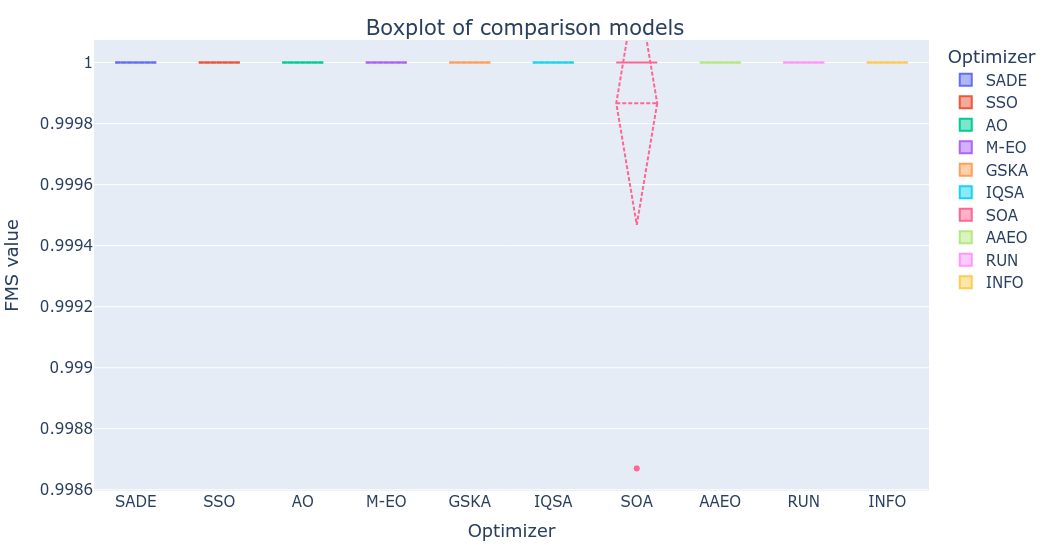 Boxplot of comparison models
FMS value
1
0.9998
0.9996
0.9994
0.9992
0.999
0.9988
0.9986
SADE
SSO
AO
M-EO
GSKA
IQSA
SOA
AAEO
RUN
INFO
Optimizer
Optimizer
SADE
SSO
AO
M-EO
GSKA
IQSA
SOA
AAEO
RUN
INFO